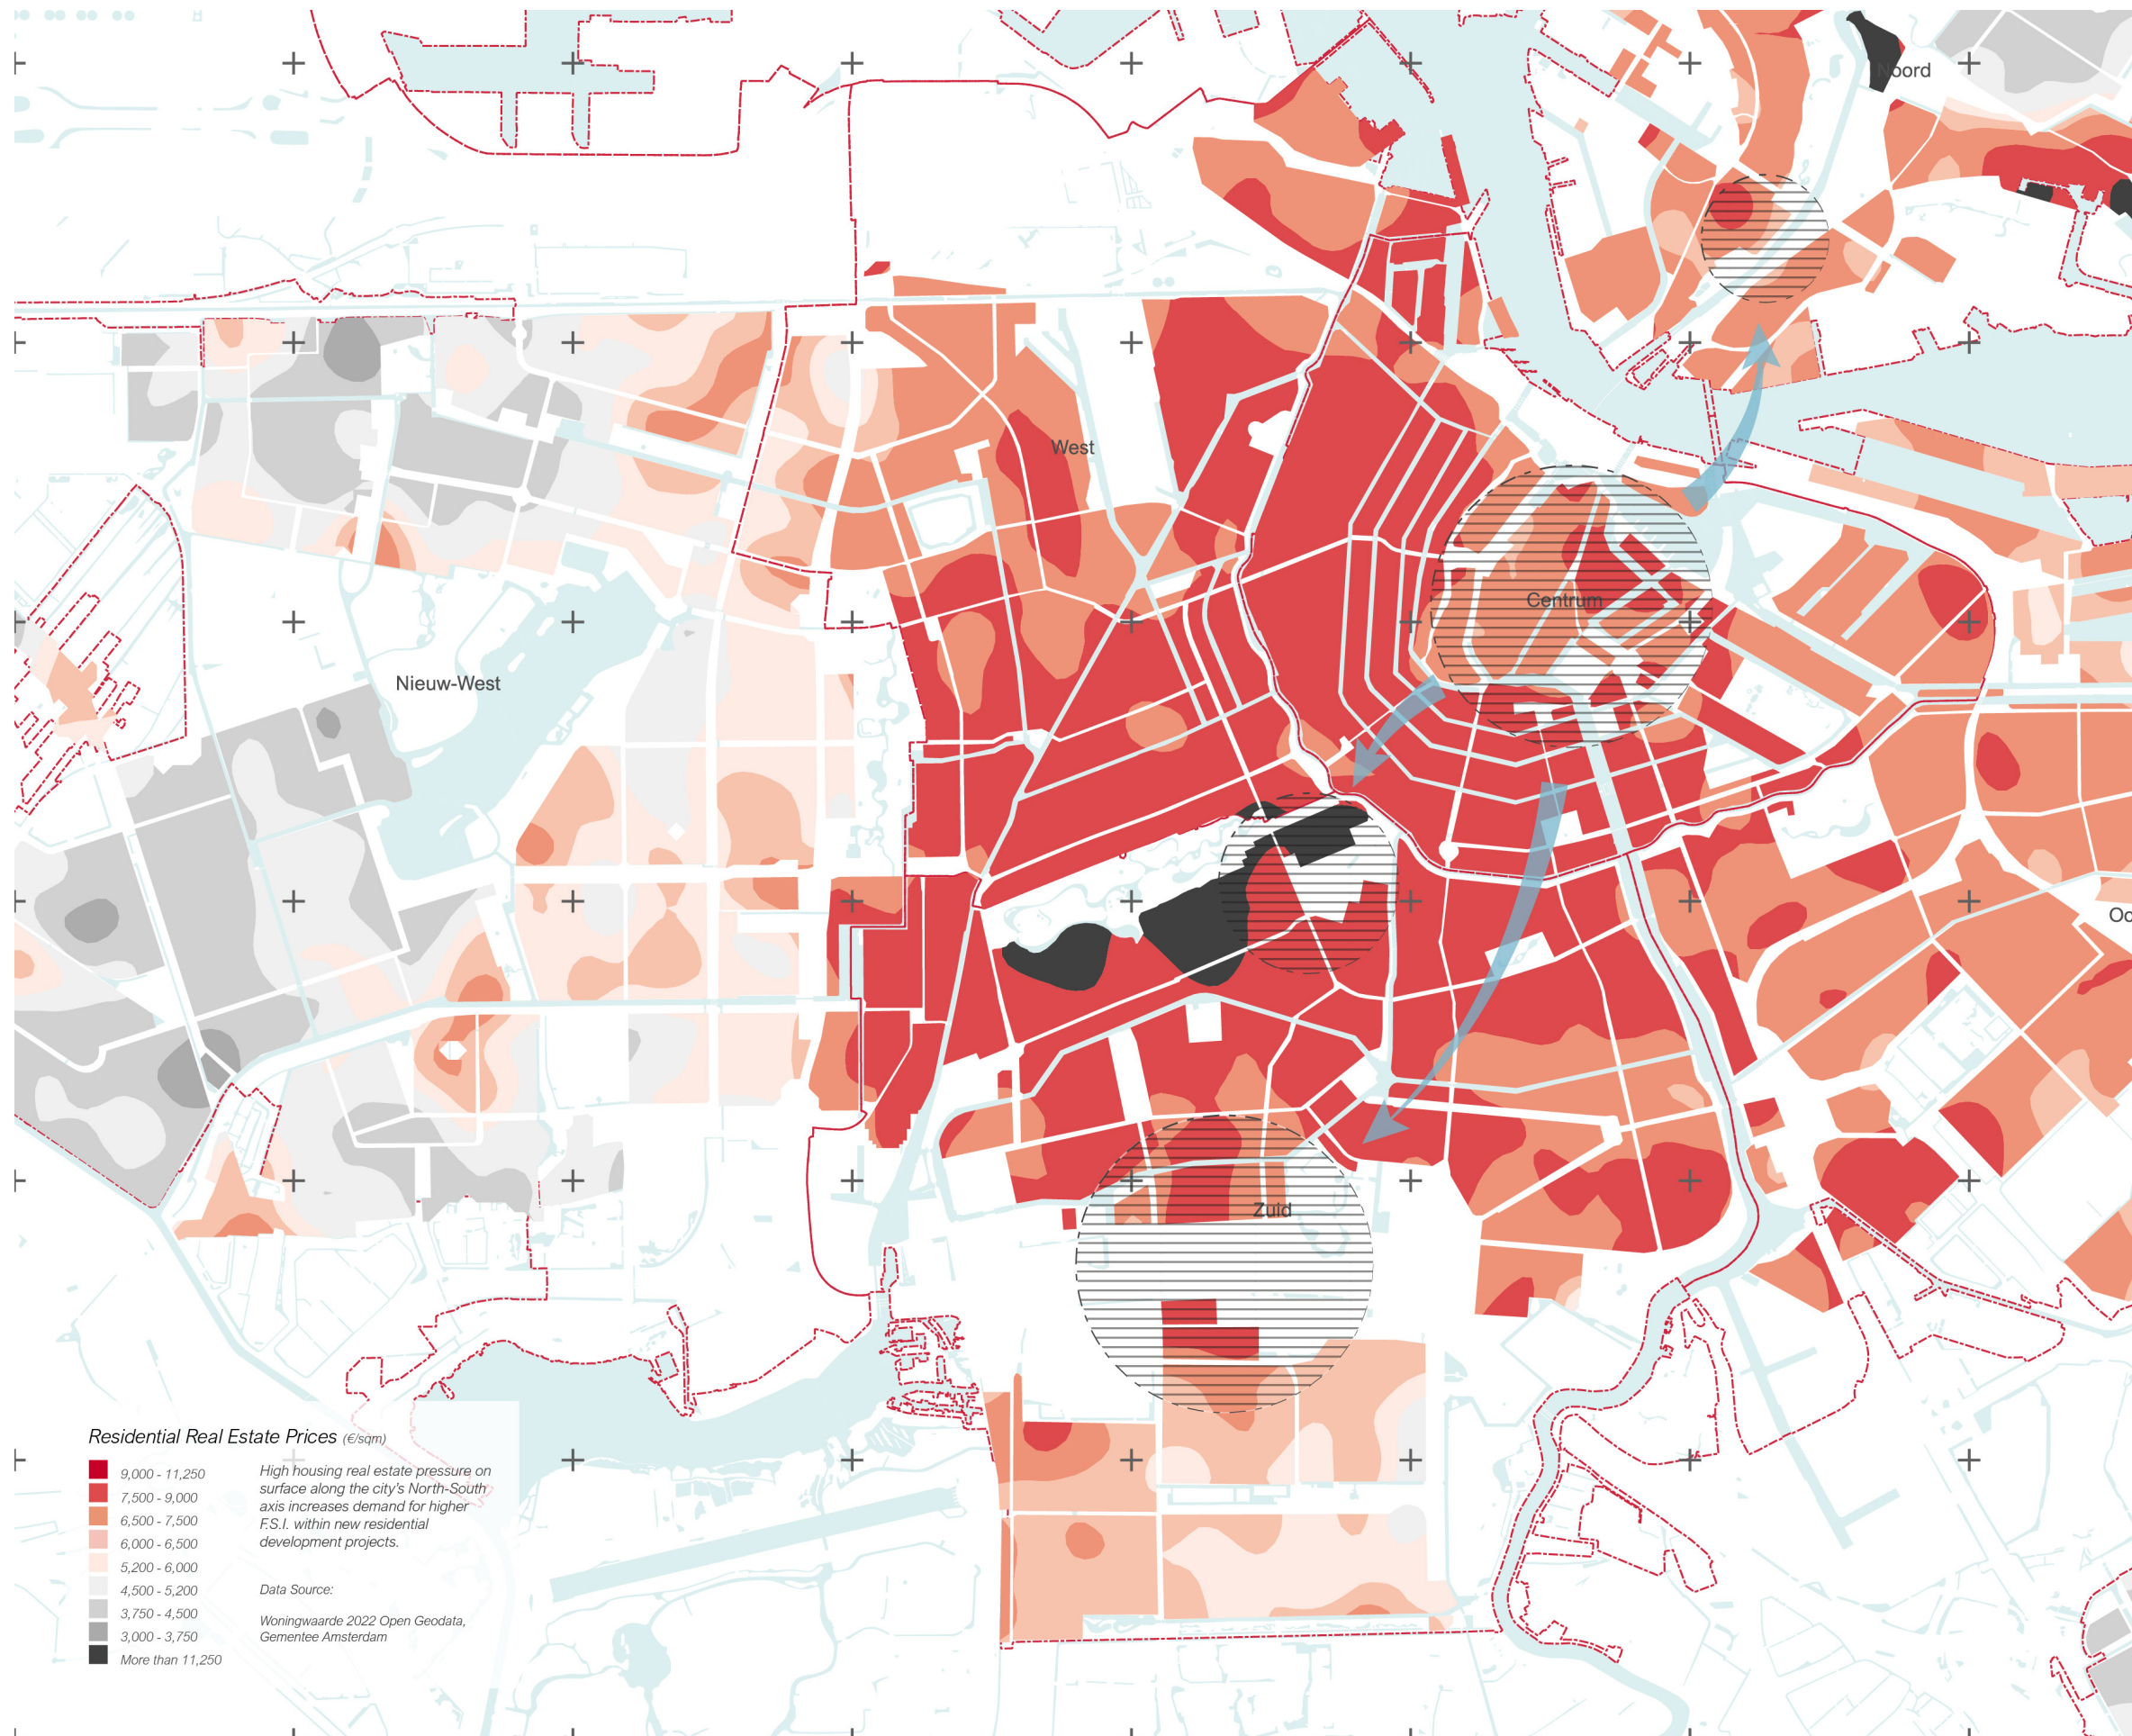 Noord
West
Centrum
Nieuw-West
Oo
Zuid
Residential Real Estate Prices (€/sqm)
9,000 - 11,250
7,500 - 9,000
6,500 - 7,500
6,000 - 6,500
5,200 - 6,000
4,500 - 5,200
3,750 - 4,500
3,000 - 3,750
More than 11,250
High housing real estate pressure on
surface along the city's North-South
axis increases demand for higher
F.S.I. within new residential
development projects.
Data Source:
Woningwaarde 2022 Open Geodata,
Gementee Amsterdam